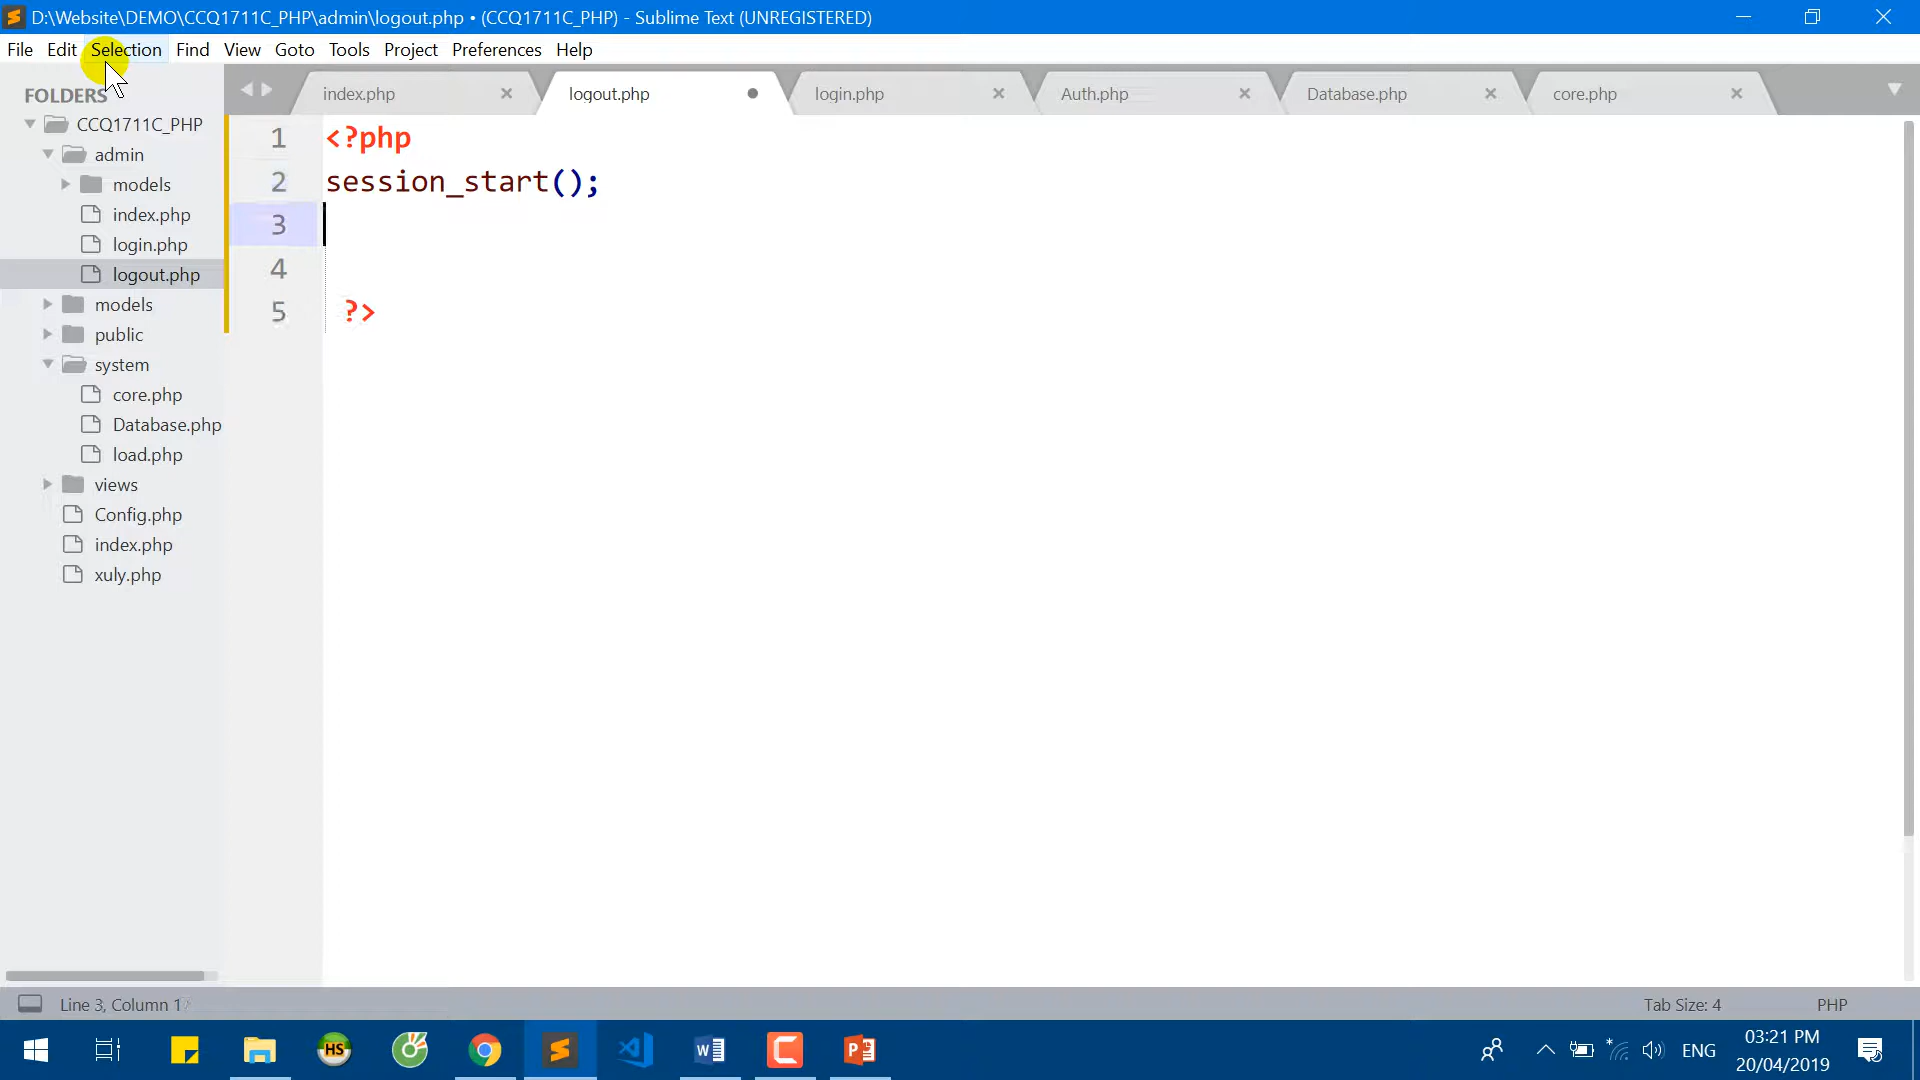 D:\Website\DEMO\CCQ1711C_PHP\admin\logout.php • (CCQ1711C_PHP) - Sublime Text (UNREGISTERED)
File Edit Selection Find View Goto Tools Project Preferences Help
FOLDERS
CCQ1711C_PHP
admin
models
index.php
login.php
logout.php
models
public
system
core.php
Database.php
load.php
views
Config.php
index.php
xuly.php
index.php logout.php login.php Auth.php Database.php core.php
1 <?php
2 session_start();
3
4
5 ?>
Line 3, Column 1
Tab Size: 4
PHP
HS
ENG
03:21 PM
20/04/2019